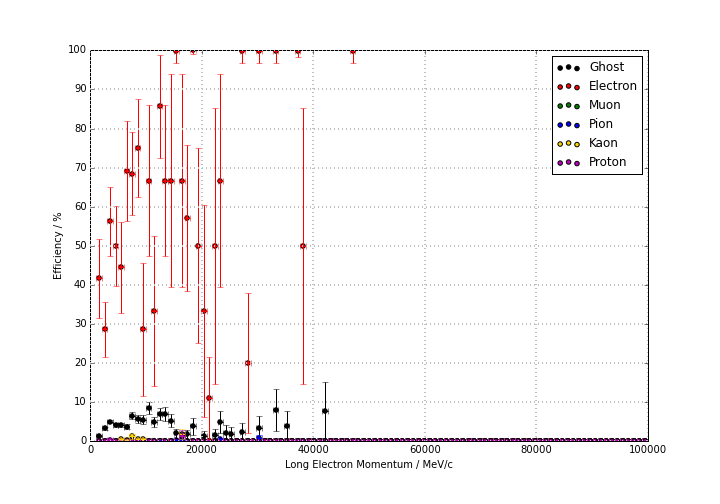 100
90
80
70
60
50
40
30
20
10
0
Efficiency / %
0
20000
40000
60000
80000
100000
Long Electron Momentum / MeV/c
Ghost
Electron
Muon
Pion
Kaon
Proton